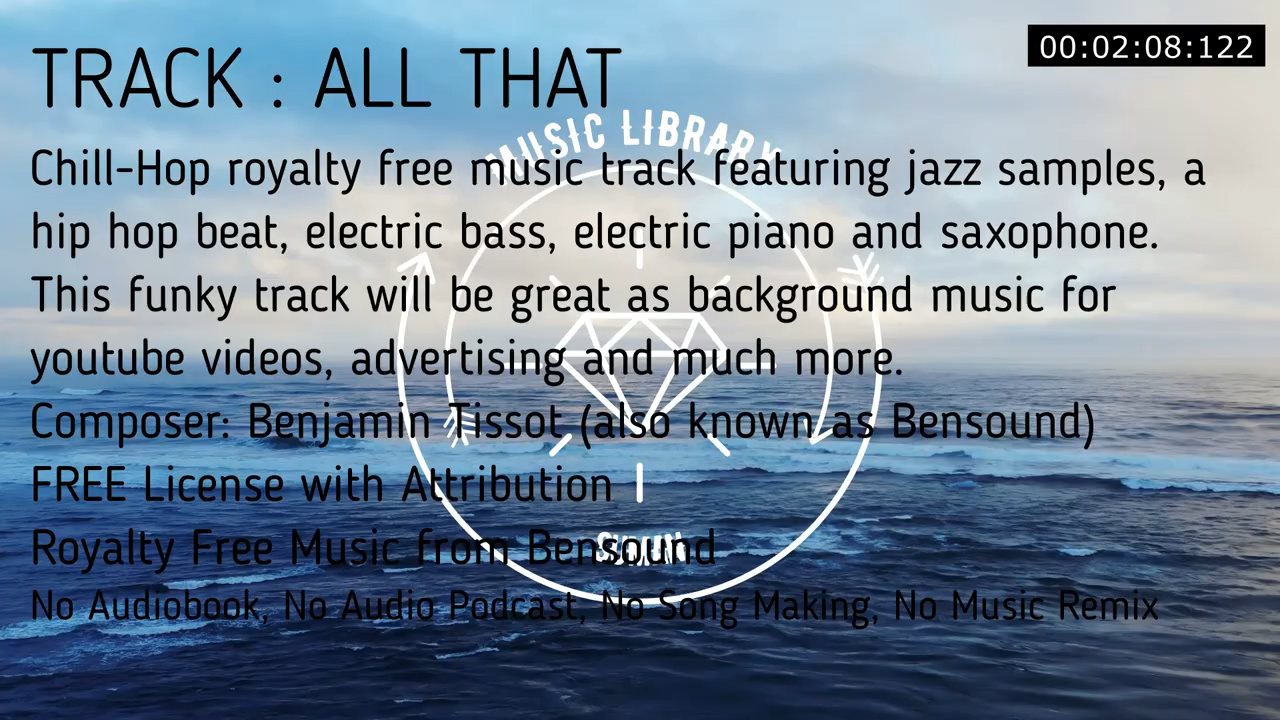 TRACK : ALL THAT
00:02:08:122
MUSIC LIBRARY
Chill-Hop royalty free music track featuring jazz samples, a
hip hop beat, electric bass, electric piano and saxophone.
This funky track will be great as background music for
youtube videos, advertising and much more.
Composer: Benjamin Tissot (also known as Bensound)
FREE License with Attribution
Royalty Free Music from Bensound
No Audiobook, No Audio Podcast, No Song Making, No Music Remix